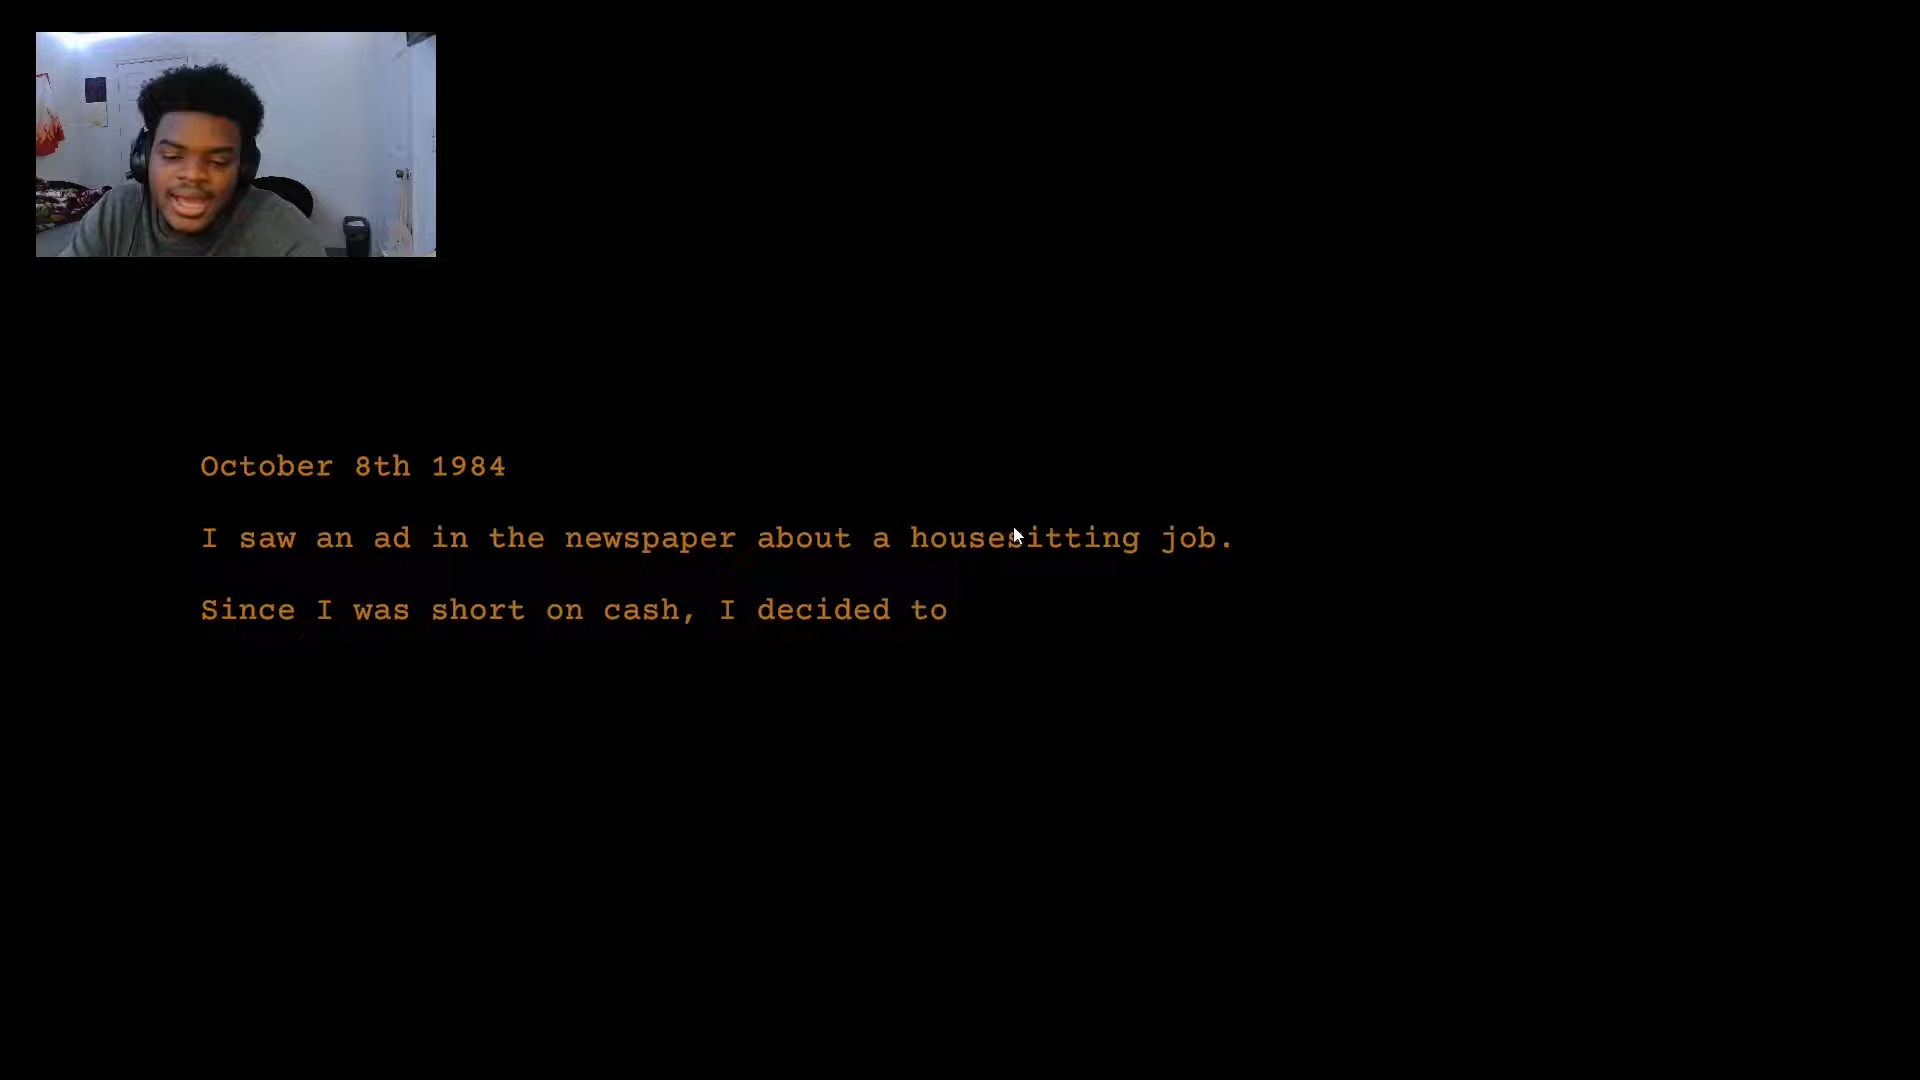 October 8th 1984
I saw an ad in the newspaper about a housesitting job.
Since I was short on cash, I decided to